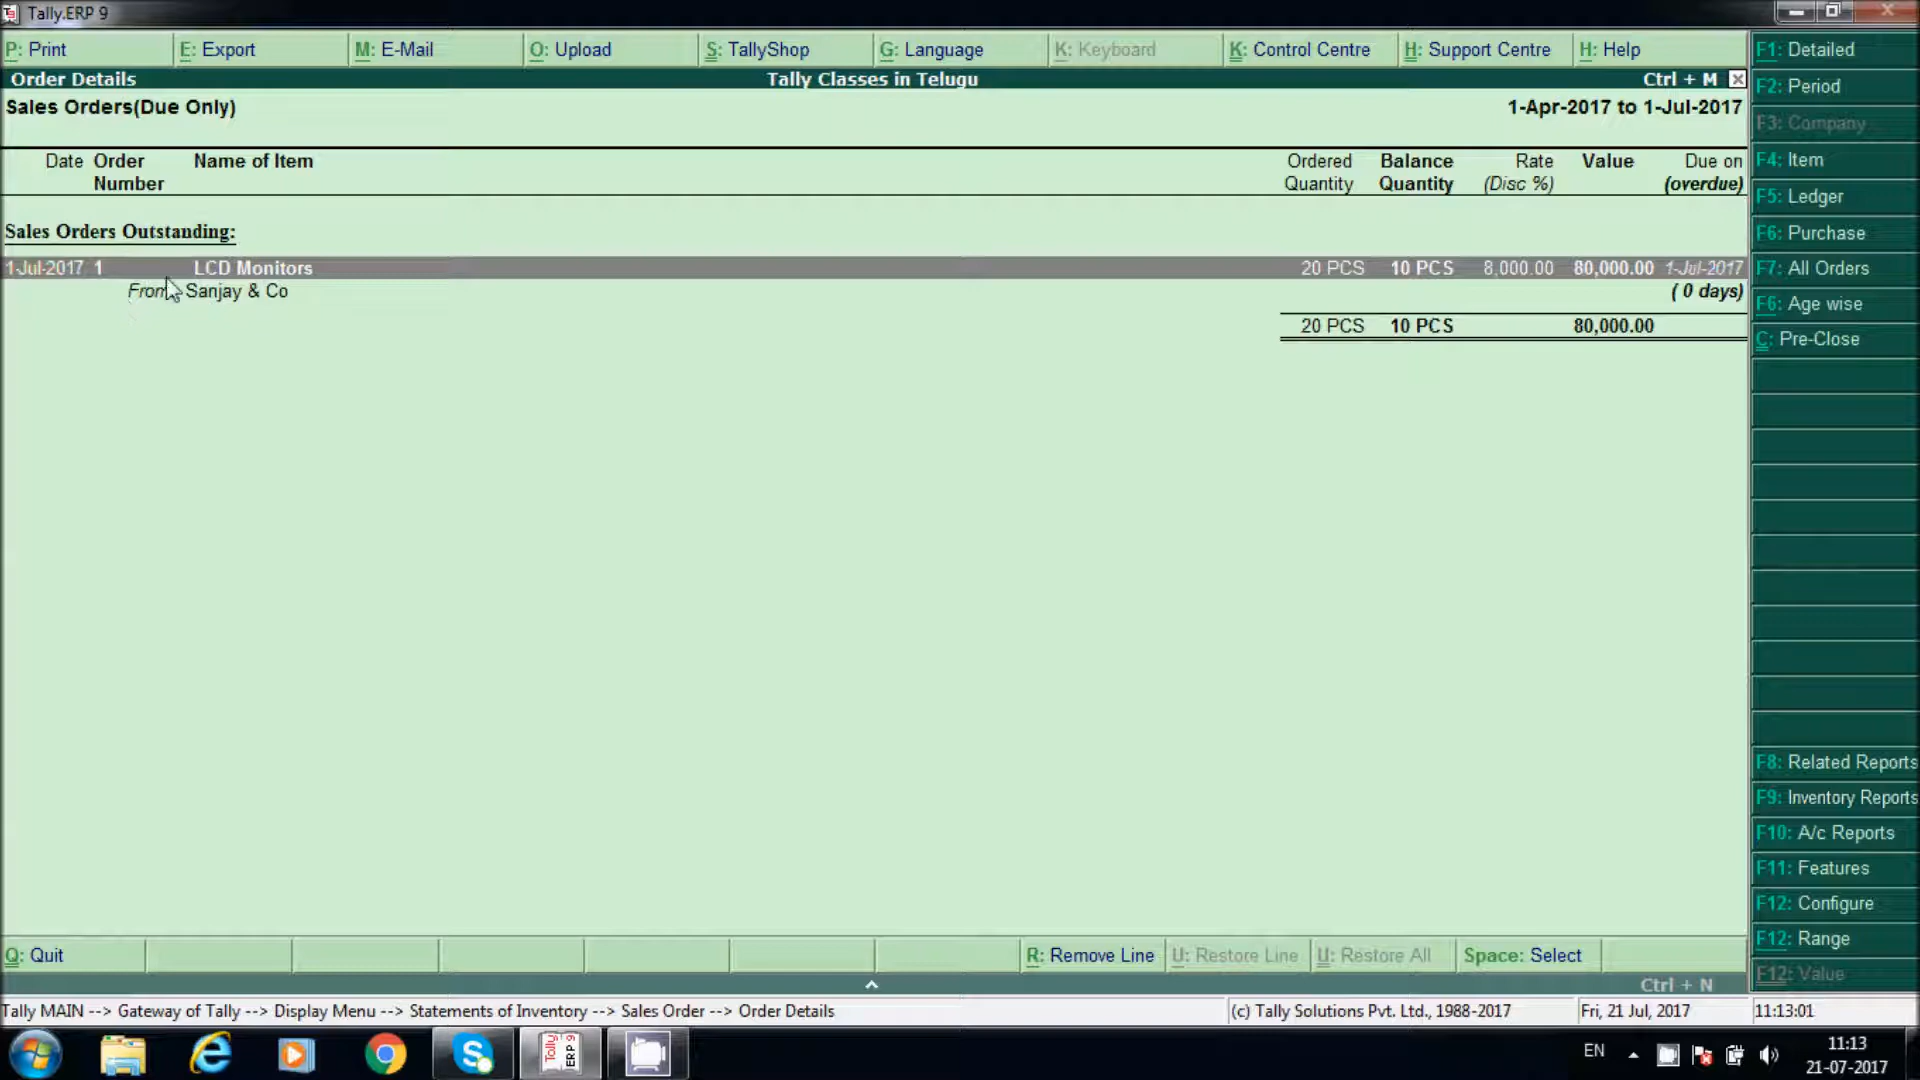 Tally.ERP 9
P: Print E: Export M: E-Mail O: Upload S: TallyShop G: Language K: Keyboard K: Control Centre H: Support Centre H: Help
Order Details Tally Classes in Telugu Ctrl + M
Sales Orders(Due Only) 1-Apr-2017 to 1-Jul-2017
Date Order Name of Item Ordered Balance Rate Value Due on
Number Quantity Quantity (Disc %) (overdue)
Sales Orders Outstanding:
1-Jul-2017 1 LCD Monitors 20 PCS 10 PCS 8,000.00 80,000.00 1-Jul-2017
From Sanjay & Co ( 0 days)
20 PCS 10 PCS 80,000.00
F1: Detailed
F2: Period
F3: Company
F4: Item
F5: Ledger
F6: Purchase
F7: All Orders
F6: Age wise
C: Pre-Close
F8: Related Reports
F9: Inventory Reports
F10: A/c Reports
F11: Features
F12: Configure
F12: Range
F12: Value
Q: Quit R: Remove Line U: Restore Line U: Restore All Space: Select
Ctrl + N
Tally MAIN --> Gateway of Tally --> Display Menu --> Statements of Inventory --> Sales Order --> Order Details (c) Tally Solutions Pvt. Ltd., 1988-2017 Fri, 21 Jul, 2017 11:13:01
Tally ERP 9
EN 11:13
21-07-2017